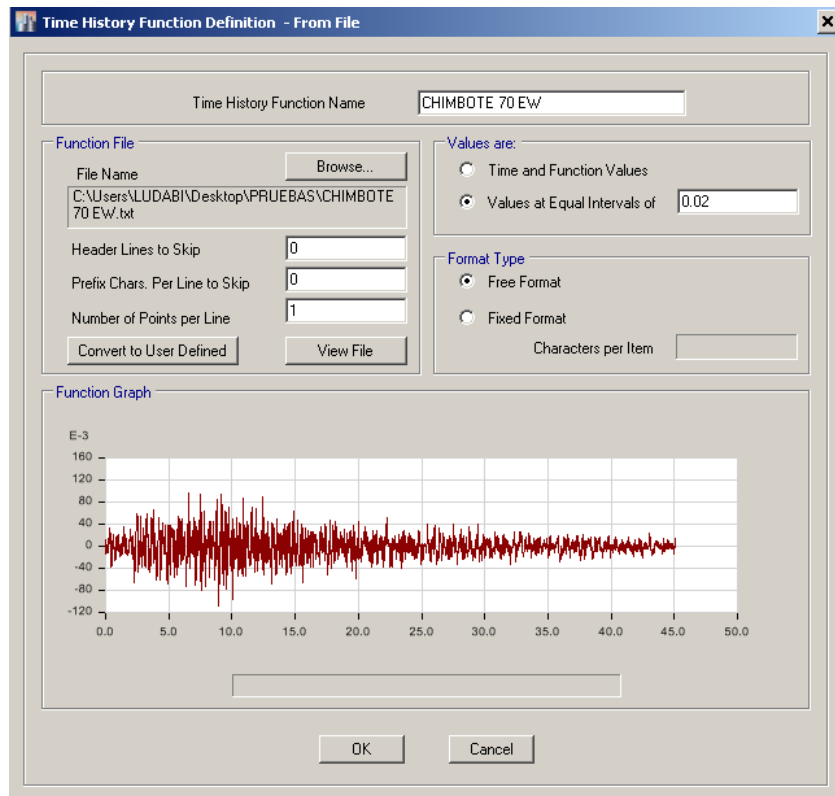 Time History Function Definition - From File
Time History Function Name
CHIMBOTE 70 EW
Function File
File Name
Browse...
C:\Users\LUDABI\Desktop\PRUEBAS\CHIMBOTE
70 EW.txt
Header Lines to Skip
0
Prefix Chars. Per Line to Skip
0
Number of Points per Line
1
Convert to User Defined
View File
Values are:
Time and Function Values
Values at Equal Intervals of
0.02
Format Type
Free Format
Fixed Format
Characters per Item
Function Graph
E-3
160
120
80
40
0
-40
-80
-120
0.0 5.0 10.0 15.0 20.0 25.0 30.0 35.0 40.0 45.0 50.0
OK
Cancel